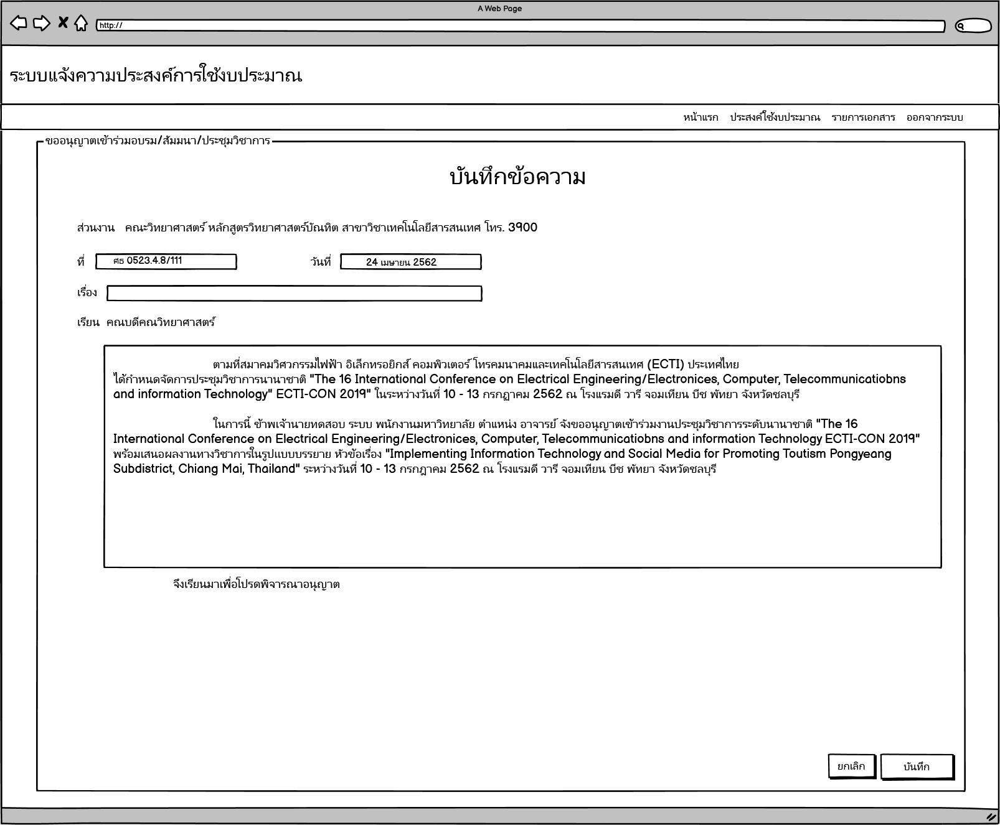 A Web Page
http://
ระบบแจ้งความประสงค์การใช้งบประมาณ
หน้าแรก ประสงค์ใช้งบประมาณ รายการเอกสาร ออกจากระบบ
ขออนุญาตเข้าร่วมอบรม/สัมมนา/ประชุมวิชาการ
บันทึกข้อความ
ส่วนงาน คณะวิทยาศาสตร์ หลักสูตรวิทยาศาสตร์บัณทิต สาขาวิชาเทคโนโลยีสารสนเทศ โทร. 3900
ที่ ศธ 0523.4.8/111 วันที่ 24 เมษายน 2562
เรื่อง
เรียน คณบดีคณวิทยาศาสตร์
ตามที่สมาคมวิศวกรรมไฟฟ้า อิเล็กทรอยิกส์ คอมพิวเตอร์ โทรคมนาคมและเทคโนโลยีสารสนเทศ (ECTI) ประเทศไทย
ได้กำหนดจัดการประชุมวิชาการนานาชาติ "The 16 International Conference on Electrical Engineering/Electronices, Computer, Telecommunicatiobns
and information Technology" ECTI-CON 2019" ในระหว่างวันที่ 10 - 13 กรกฏาคม 2562 ณ โรงแรมดี วารี จอมเทียน บีช พัทยา จังหวัดชลบุรี
ในการนี้ ข้าพเจ้านายทดสอบ ระบบ พนักงานมหาวิทยาลัย ตำแหน่ง อาจารย์ จังขออนุญาตเข้าร่วมงานประชุมวิชาการระดับนานาชาติ "The 16
International Conference on Electrical Engineering/Electronices, Computer, Telecommunicatiobns and information Technology ECTI-CON 2019"
พร้อมเสนอผลงานทางวิชาการในรูปแบบบรรยาย หัวข้อเรื่อง "Implementing Information Technology and Social Media for Promoting Toutism Pongyeang
Subdistrict, Chiang Mai, Thailand" ระหว่างวันที่ 10 - 13 กรกฎาคม 2562 ณ โรงแรมดี วารี จอมเทียน บีช พัทยา จังหวัดชลบุรี
จึงเรียนมาเพื่อโปรดพิจารณาอนุญาต
ยกเลิก บันทึก